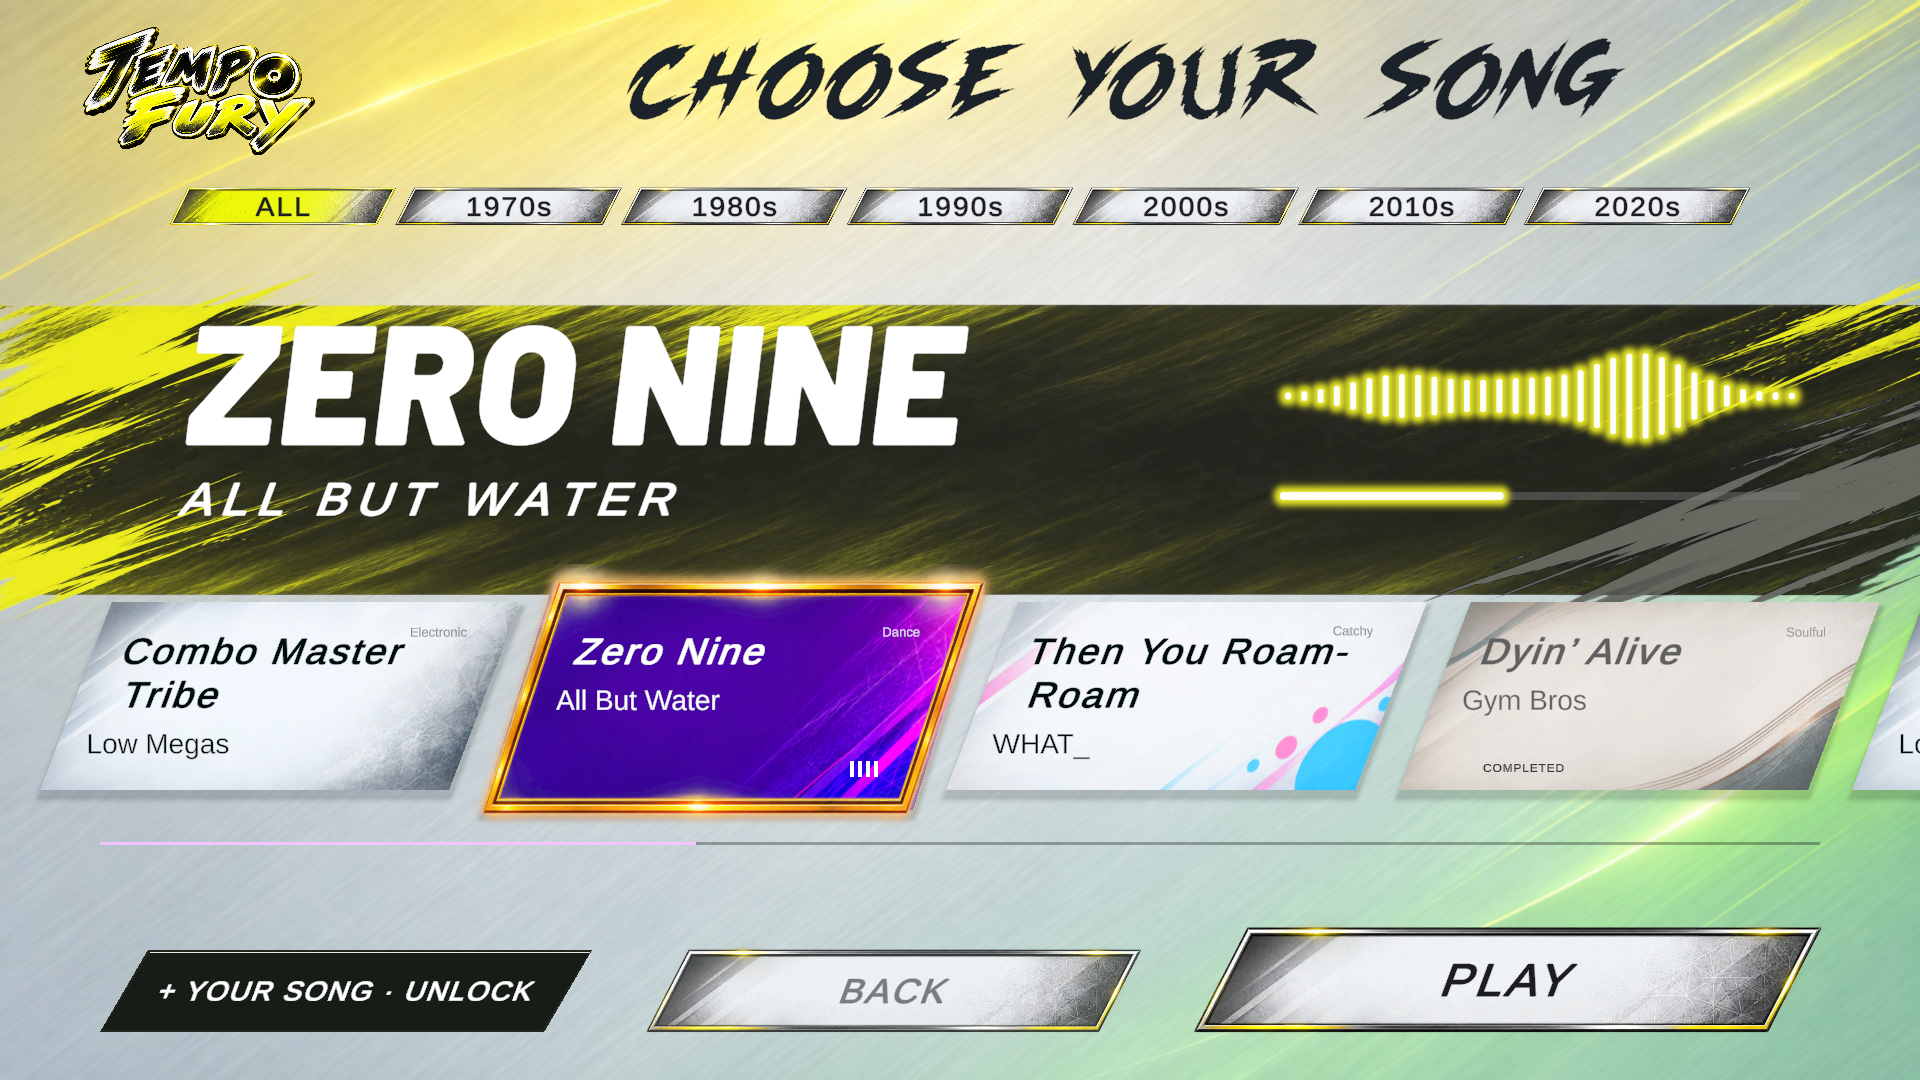 TEMPO
FURY
CHOOSE YOUR SONG
ALL
1970s
1980s
1990s
2000s
2010s
2020s
ZERO NINE
ALL BUT WATER
Electronic
Combo Master
Tribe
Low Megas
Dance
Zero Nine
All But Water
Catchy
Then You Roam-
Roam
WHAT_
Soulful
Dyin’ Alive
Gym Bros
COMPLETED
+ YOUR SONG · UNLOCK
BACK
PLAY